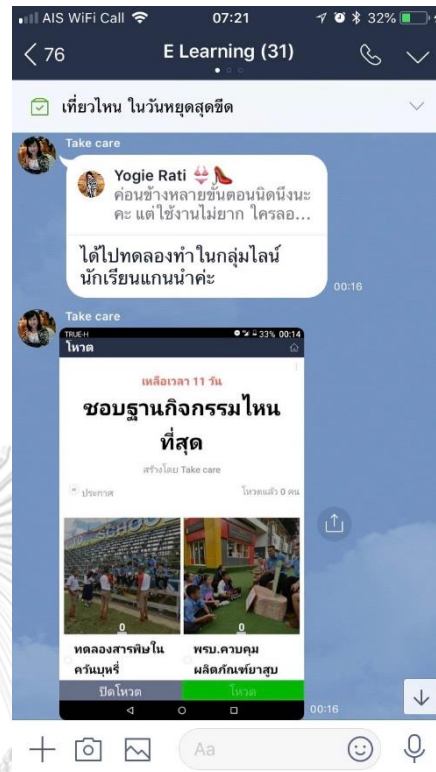 AIS WiFi Call 07:21 32%
76 E Learning (31)
เที่ยวไหน ในวันหยุดสุดขีด
Take care
Yogie Rati
ค่อนข้างหลายขั้นตอนนิดนึงนะ
คะ แต่ใช้งานไม่ยาก ใครลอ...
ได้ไปทดลองทำในกลุ่มไลน์
นักเรียนแกนนำค่ะ
00:16
Take care
TRUE-H 33% 00:14
โหวต
เหลือเวลา 11 วัน
ชอบฐานกิจกรรมไหน
ที่สุด
สร้างโดย Take care
ประกาศ โหวตแล้ว 0 คน
SCHOO
0 0
ทดลองสารพิษใน
ควันบุหรี่
พรบ.ควบคุม
ผลิตภัณฑ์ยาสูบ
ปิดโหวต โหวต
00:16
Aa